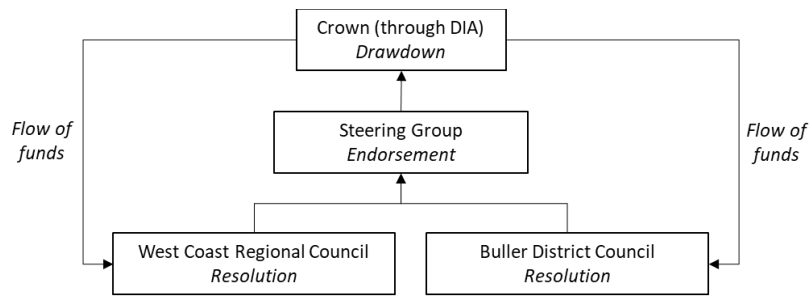 Crown (through DIA)
Drawdown
Flow of
funds
Flow of
funds
Steering Group
Endorsement
West Coast Regional Council
Resolution
Buller District Council
Resolution